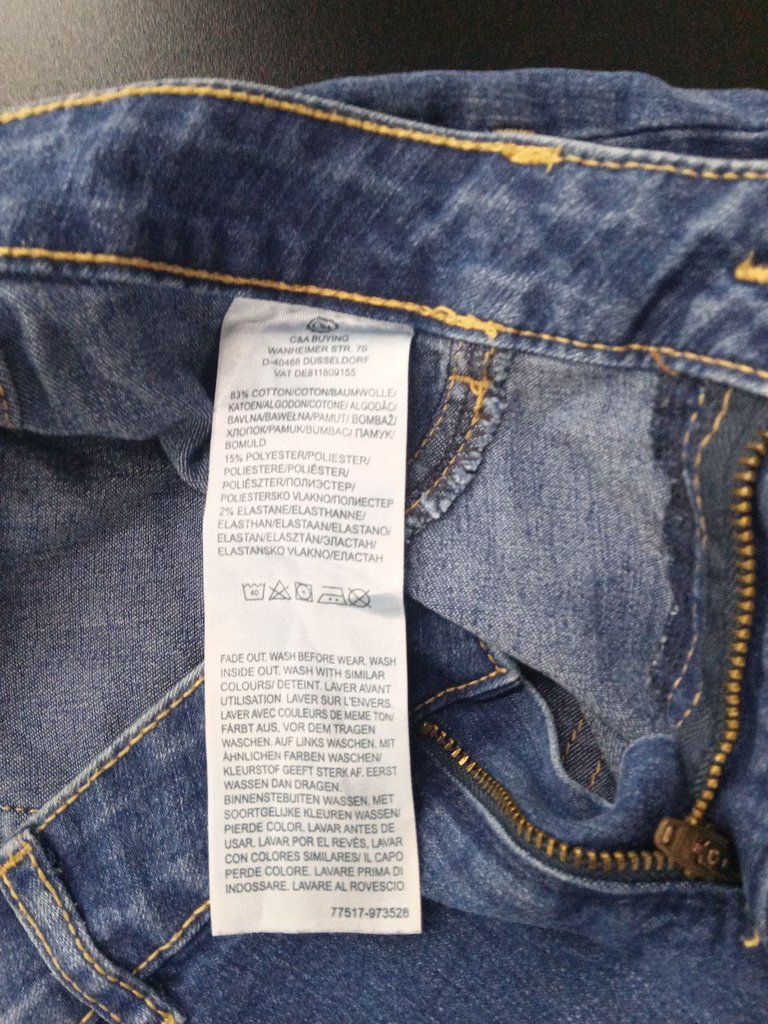 C&A
C&A BUYING
WANHEIMER STR. 70
D-40468 DUSSELDORF
VAT DE811809155
83% COTTON/COTON/BAUMWOLLE/
KATOEN/ALGODON/COTONE/ ALGODÃO/
BAVLNA/BAWEŁNA/PAMUT/ BOMBAŽ/
ХЛОПОК/PAMUK/BUMBAC/ ПАМУК/
BOMULD
15% POLYESTER/POLIESTER/
POLIESTERE/POLIÉSTER/
POLIÉSZTER/ПОЛИЭСТЕР/
POLIESTERSKO VLAKNO/ПОЛИЕСТЕР
2% ELASTANE/ELASTHANNE/
ELASTHAN/ELASTAAN/ELASTANO/
ELASTAN/ELASZTÁN/ЭЛАСТАН/
ELASTANSKO VLAKNO/ЕЛАСТАН
40
FADE OUT. WASH BEFORE WEAR. WASH
INSIDE OUT. WASH WITH SIMILAR
COLOURS/ DETEINT. LAVER AVANT
UTILISATION. LAVER SUR L'ENVERS.
LAVER AVEC COULEURS DE MEME TON/
FÄRBT AUS, VOR DEM TRAGEN
WASCHEN. AUF LINKS WASCHEN. MIT
ÄHNLICHEN FARBEN WASCHEN/
KLEURSTOF GEEFT STERK AF. EERST
WASSEN DAN DRAGEN.
BINNENSTEBUITEN WASSEN. MET
SOORTGELIJKE KLEUREN WASSEN/
PIERDE COLOR. LAVAR ANTES DE
USAR. LAVAR POR EL REVÉS, LAVAR
CON COLORES SIMILARES/ IL CAPO
PERDE COLORE. LAVARE PRIMA DI
INDOSSARE. LAVARE AL ROVESCIO
77517-973528